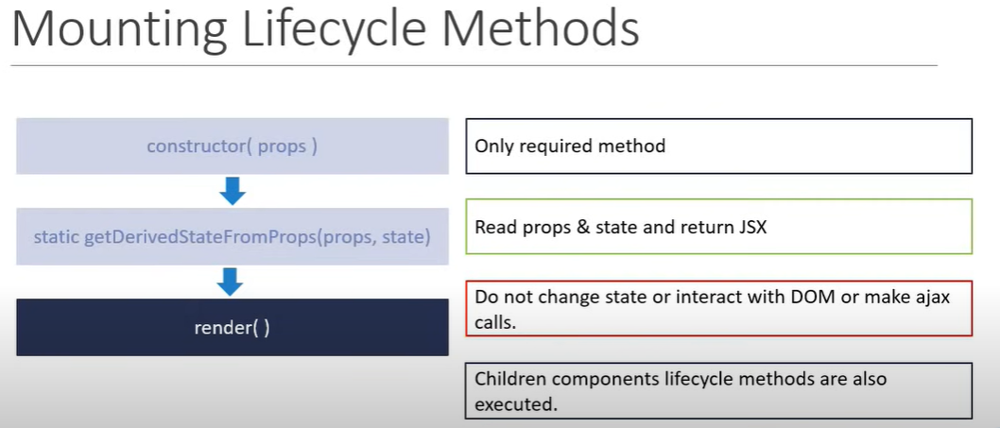 Mounting Lifecycle Methods
constructor( props )
static getDerivedStateFromProps(props, state)
render( )
Only required method
Read props & state and return JSX
Do not change state or interact with DOM or make ajax
calls.
Children components lifecycle methods are also
executed.